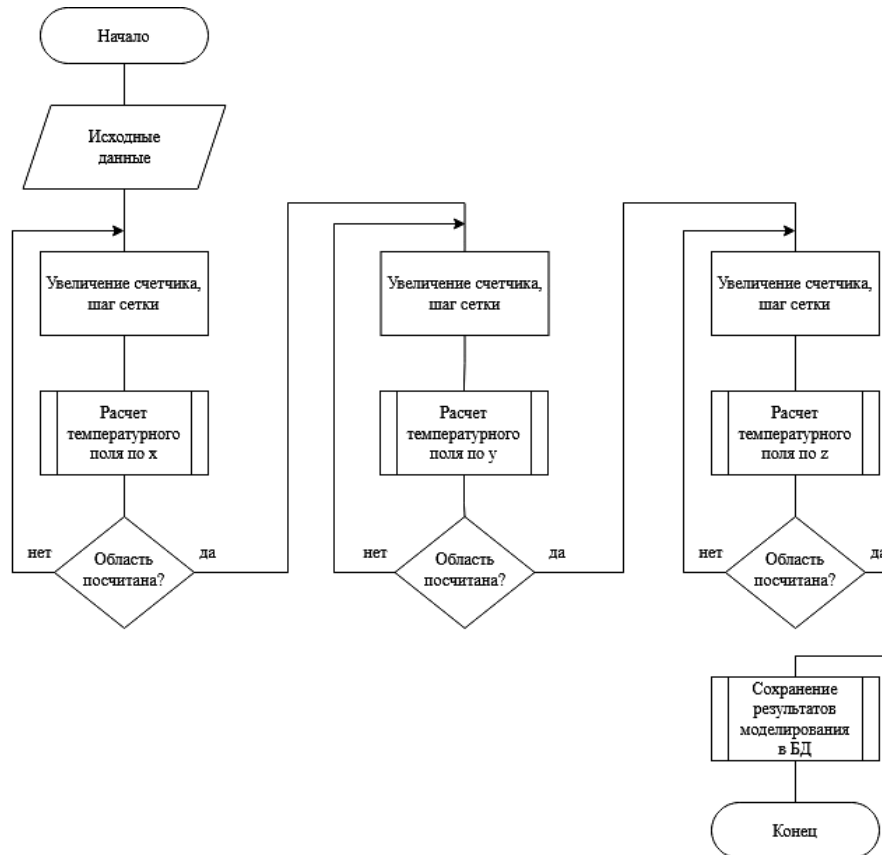 Начало
Исходные
данные
Увеличение счетчика,
шаг сетки
Расчет
температурного
поля по x
Область
посчитана?
нет
да
Увеличение счетчика,
шаг сетки
Расчет
температурного
поля по y
Область
посчитана?
нет
да
Увеличение счетчика,
шаг сетки
Расчет
температурного
поля по z
Область
посчитана?
нет
да
Сохранение
результатов
моделирования
в БД
Конец